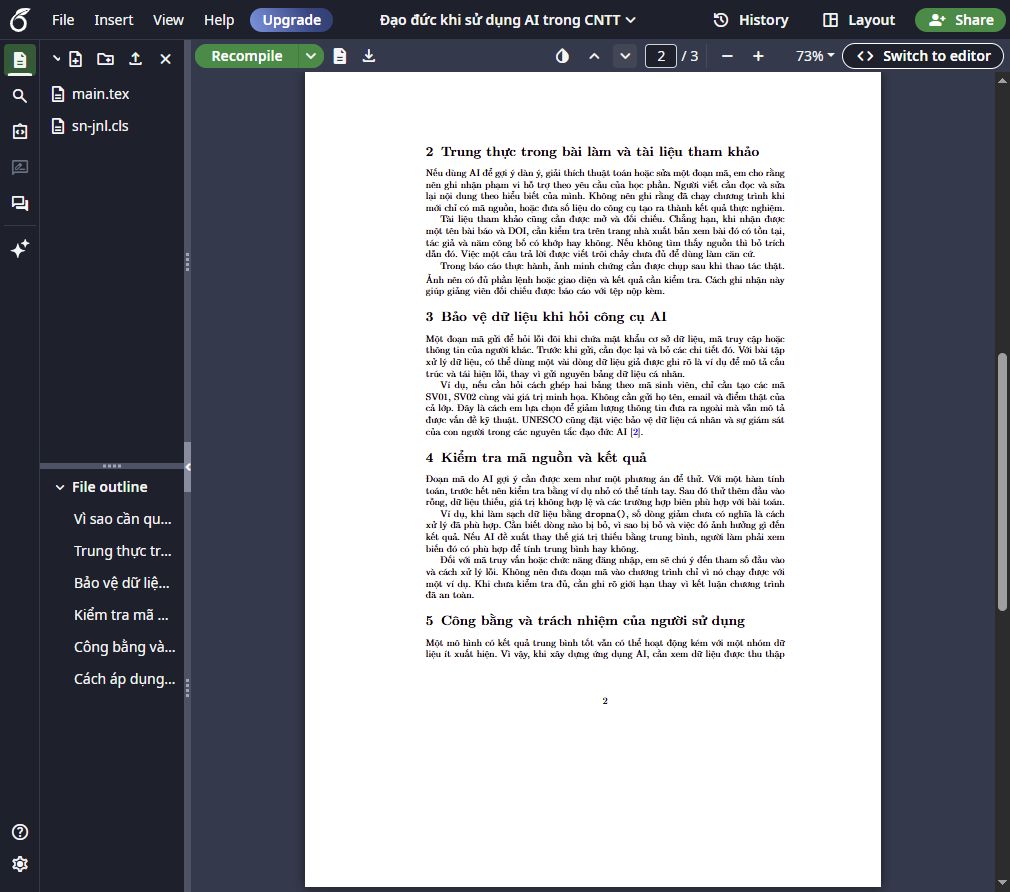 File Insert View Help Upgrade Đạo đức khi sử dụng AI trong CNTT History Layout Share
Recompile 2 / 3 73% Switch to editor
main.tex
sn-jnl.cls
File outline
Vì sao cần qu...
Trung thực tr...
Bảo vệ dữ liệ...
Kiểm tra mã ...
Công bằng và...
Cách áp dụng...
2 Trung thực trong bài làm và tài liệu tham khảo
Nếu dùng AI để gợi ý dàn ý, giải thích thuật toán hoặc sửa một đoạn mã, em cho rằng
nên ghi nhận phạm vi hỗ trợ theo yêu cầu của học phần. Người viết cần đọc và sửa
lại nội dung theo hiểu biết của mình. Không nên ghi rằng đã chạy chương trình khi
mới chỉ có mã nguồn, hoặc đưa số liệu do công cụ tạo ra thành kết quả thực nghiệm.
Tài liệu tham khảo cũng cần được mở và đối chiếu. Chẳng hạn, khi nhận được
một tên bài báo và DOI, cần kiểm tra trên trang nhà xuất bản xem bài đó có tồn tại,
tác giả và năm công bố có khớp hay không. Nếu không tìm thấy nguồn thì bỏ trích
dẫn đó. Việc một câu trả lời được viết trôi chảy chưa đủ để dùng làm căn cứ.
Trong báo cáo thực hành, ảnh minh chứng cần được chụp sau khi thao tác thật.
Ảnh nên có đủ phần lệnh hoặc giao diện và kết quả cần kiểm tra. Cách ghi nhận này
giúp giảng viên đối chiếu được báo cáo với tệp nộp kèm.
3 Bảo vệ dữ liệu khi hỏi công cụ AI
Một đoạn mã gửi để hỏi lỗi đôi khi chứa mật khẩu cơ sở dữ liệu, mã truy cập hoặc
thông tin của người khác. Trước khi gửi, cần đọc lại và bỏ các chi tiết đó. Với bài tập
xử lý dữ liệu, có thể dùng một vài dòng dữ liệu giả được ghi rõ là ví dụ để mô tả cấu
trúc và tái hiện lỗi, thay vì gửi nguyên bảng dữ liệu cá nhân.
Ví dụ, nếu cần hỏi cách ghép hai bảng theo mã sinh viên, chỉ cần tạo các mã
SV01, SV02 cùng vài giá trị minh họa. Không cần gửi họ tên, email và điểm thật của
cả lớp. Đây là cách em lựa chọn để giảm lượng thông tin đưa ra ngoài mà vẫn mô tả
được vấn đề kỹ thuật. UNESCO cũng đặt việc bảo vệ dữ liệu cá nhân và sự giám sát
của con người trong các nguyên tắc đạo đức AI [2].
4 Kiểm tra mã nguồn và kết quả
Đoạn mã do AI gợi ý cần được xem như một phương án để thử. Với một hàm tính
toán, trước hết nên kiểm tra bằng ví dụ nhỏ có thể tính tay. Sau đó thử thêm đầu vào
rỗng, dữ liệu thiếu, giá trị không hợp lệ và các trường hợp biên phù hợp với bài toán.
Ví dụ, khi làm sạch dữ liệu bằng dropna(), số dòng giảm chưa có nghĩa là cách
xử lý đã phù hợp. Cần biết dòng nào bị bỏ, vì sao bị bỏ và việc đó ảnh hưởng gì đến
kết quả. Nếu AI đề xuất thay thế giá trị thiếu bằng trung bình, người làm phải xem
biến đó có phù hợp để tính trung bình hay không.
Đối với mã truy vấn hoặc chức năng đăng nhập, em sẽ chú ý đến tham số đầu vào
và cách xử lý lỗi. Không nên đưa đoạn mã vào chương trình chỉ vì nó chạy được với
một ví dụ. Khi chưa kiểm tra đủ, cần ghi rõ giới hạn thay vì kết luận chương trình
đã an toàn.
5 Công bằng và trách nhiệm của người sử dụng
Một mô hình có kết quả trung bình tốt vẫn có thể hoạt động kém với một nhóm dữ
liệu ít xuất hiện. Vì vậy, khi xây dựng ứng dụng AI, cần xem dữ liệu được thu thập
2